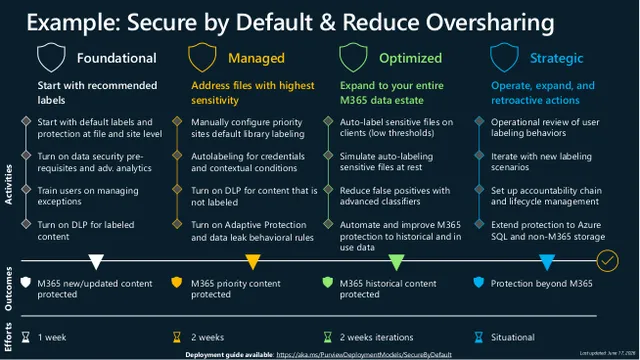 Example: Secure by Default & Reduce Oversharing
Foundational
Start with recommended
labels
Start with default labels and
protection at file and site level
Turn on data security pre-
requisites and adv. analytics
Train users on managing
exceptions
Turn on DLP for labeled
content
Managed
Address files with highest
sensitivity
Manually configure priority
sites default library labeling
Autolabeling for credentials
and contextual conditions
Turn on DLP for content that is
not labeled
Turn on Adaptive Protection
and data leak behavioral rules
Optimized
Expand to your entire
M365 data estate
Auto-label sensitive files on
clients (low thresholds)
Simulate auto-labeling
sensitive files at rest
Reduce false positives with
advanced classifiers
Automate and improve M365
protection to historical and in
use data
Strategic
Operate, expand, and
retroactive actions
Operational review of user
labeling behaviors
Iterate with new labeling
scenarios
Set up accountability chain
and lifecycle management
Extend protection to Azure
SQL and non-M365 storage
Activities
Outcomes
M365 new/updated content
protected
M365 priority content
protected
M365 historical content
protected
Protection beyond M365
Efforts
1 week
2 weeks
2 weeks iterations
Situational
Deployment guide available: https://aka.ms/PurviewDeploymentModels/SecureByDefault
Last updated: June 17,